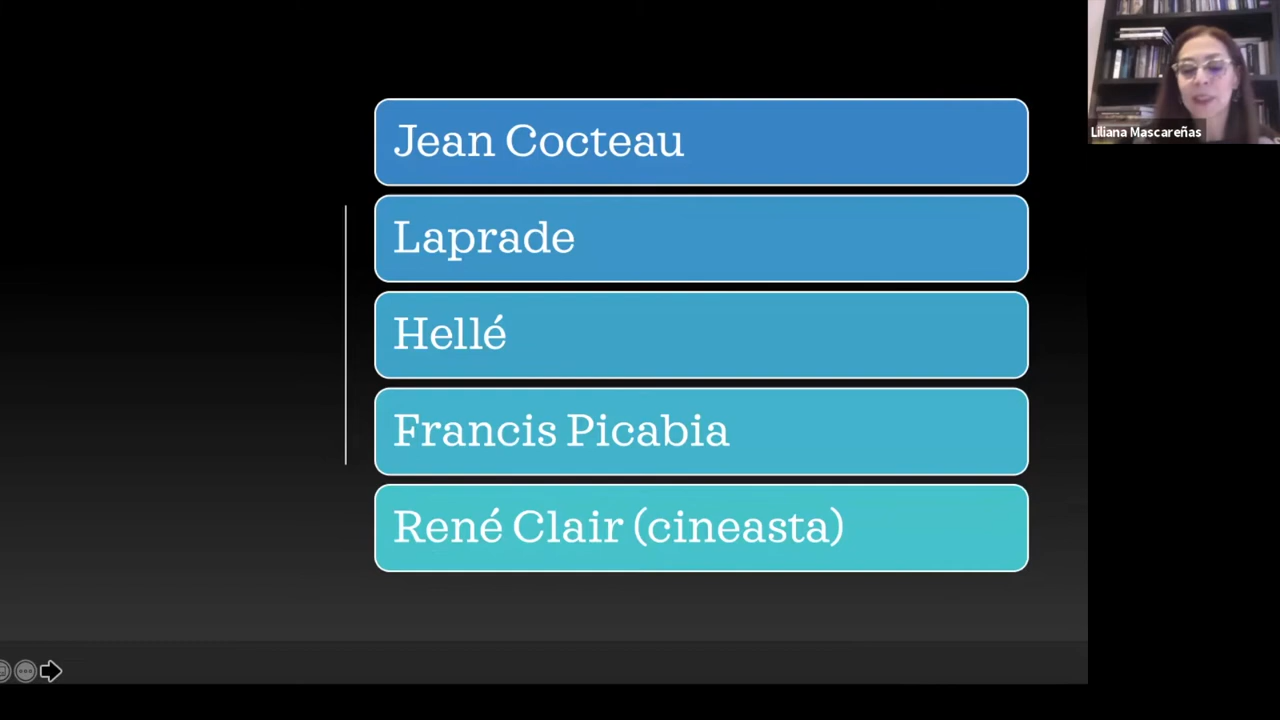 Jean Cocteau
Laprade
Hellé
Francis Picabia
René Clair (cineasta)
Liliana Mascareñas